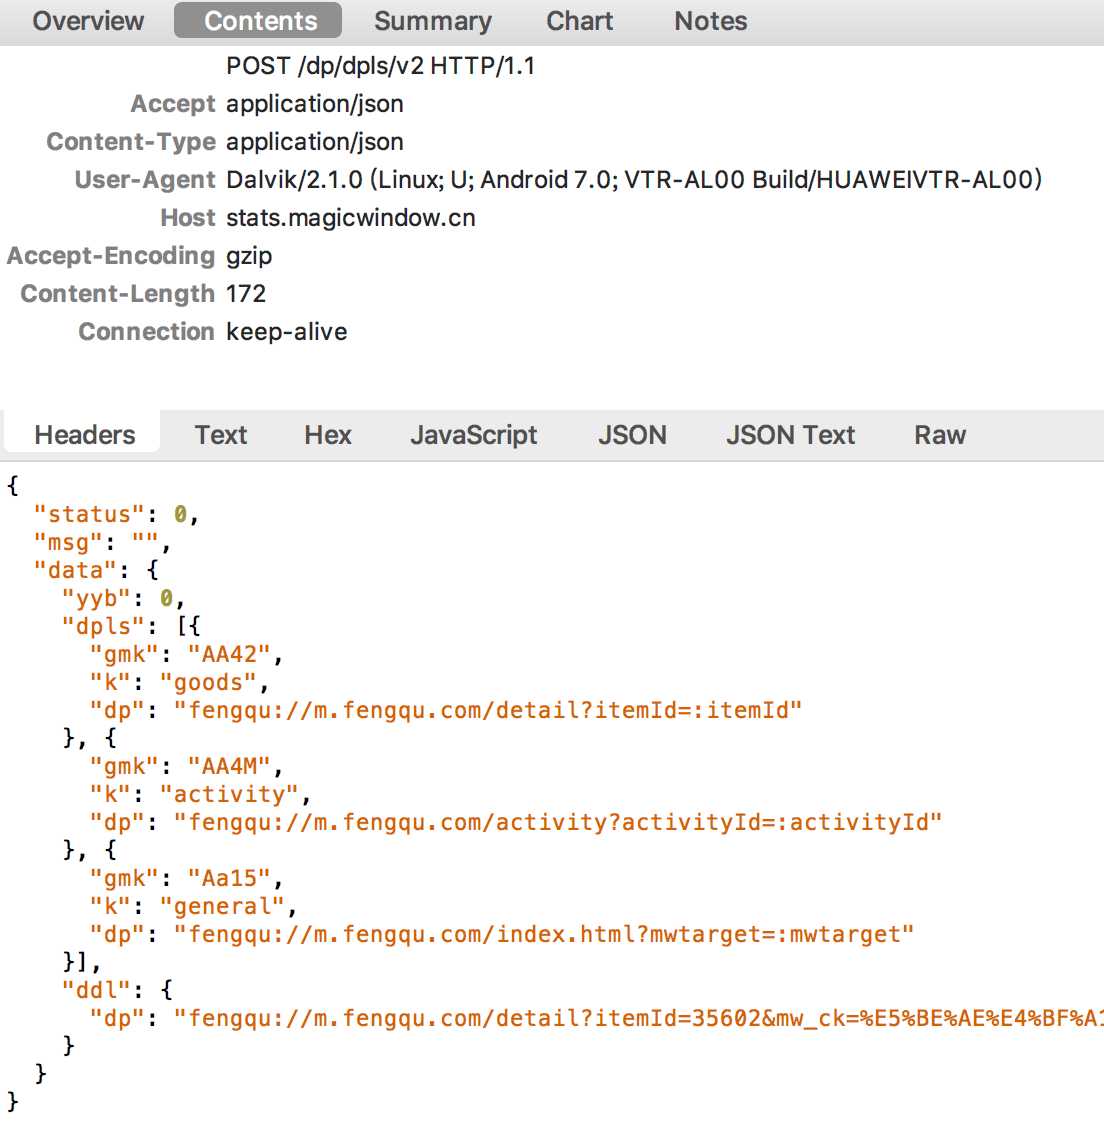 Overview Contents Summary Chart Notes
POST /dp/dpls/v2 HTTP/1.1
Accept application/json
Content-Type application/json
User-Agent Dalvik/2.1.0 (Linux; U; Android 7.0; VTR-AL00 Build/HUAWEIVTR-AL00)
Host stats.magicwindow.cn
Accept-Encoding gzip
Content-Length 172
Connection keep-alive
Headers Text Hex JavaScript JSON JSON Text Raw
{
  "status": 0,
  "msg": "",
  "data": {
    "yyb": 0,
    "dpls": [{
      "gmk": "AA42",
      "k": "goods",
      "dp": "fengqu://m.fengqu.com/detail?itemId=:itemId"
    }, {
      "gmk": "AA4M",
      "k": "activity",
      "dp": "fengqu://m.fengqu.com/activity?activityId=:activityId"
    }, {
      "gmk": "Aa15",
      "k": "general",
      "dp": "fengqu://m.fengqu.com/index.html?mwtarget=:mwtarget"
    }],
    "ddl": {
      "dp": "fengqu://m.fengqu.com/detail?itemId=35602&mw_ck=%E5%BE%AE%E4%BF%A1
    }
  }
}